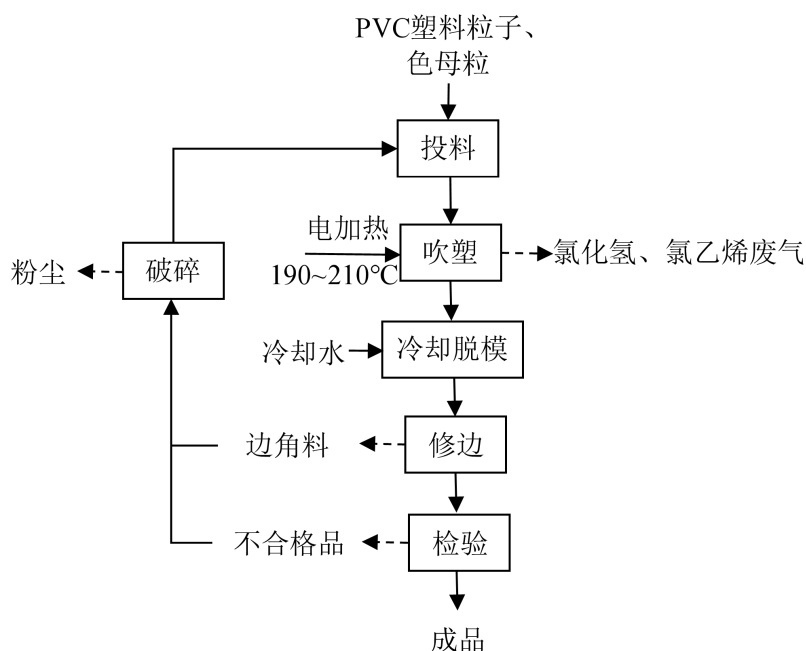 PVC塑料粒子、
色母粒
投料
电加热
190~210℃
吹塑
氯化氢、氯乙烯废气
粉尘
破碎
冷却水
冷却脱模
边角料
修边
不合格品
检验
成品